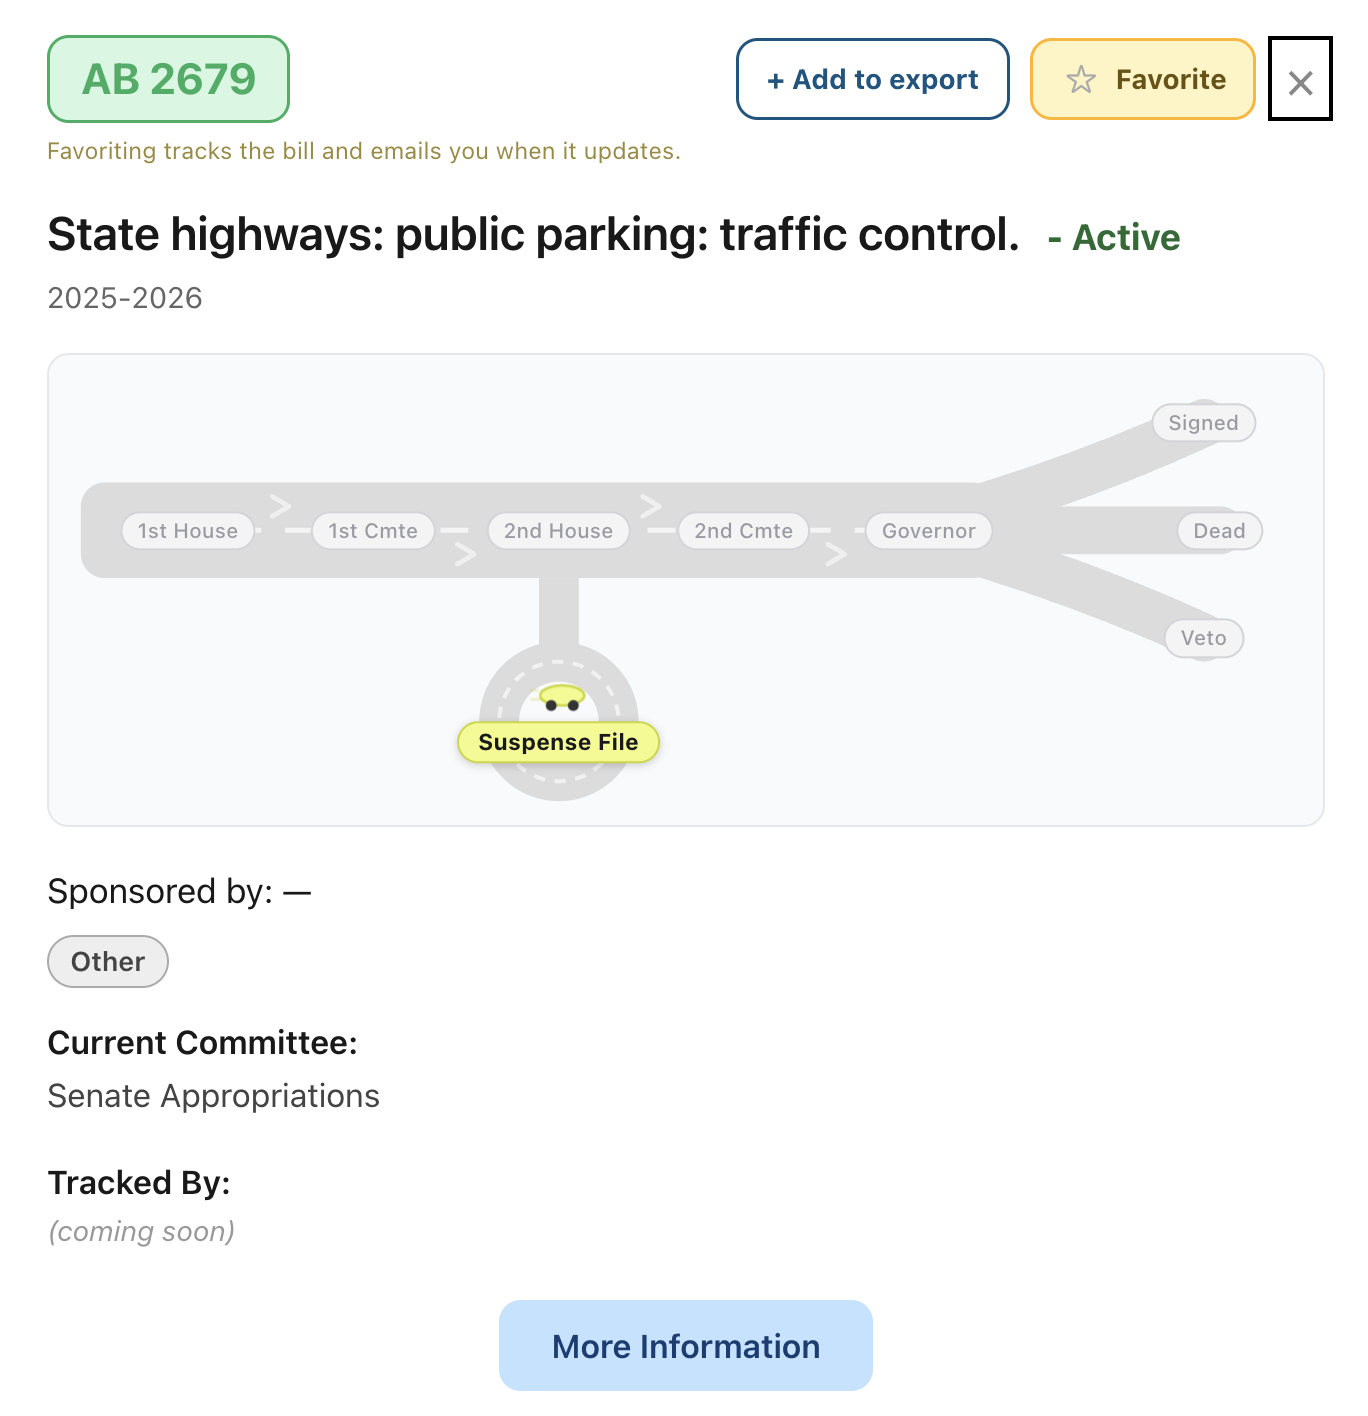 AB 2679
+ Add to export
☆ Favorite
×
Favoriting tracks the bill and emails you when it updates.
State highways: public parking: traffic control. - Active
2025-2026
Signed
1st House
1st Cmte
2nd House
2nd Cmte
Governor
Dead
Veto
Suspense File
Sponsored by: —
Other
Current Committee:
Senate Appropriations
Tracked By:
(coming soon)
More Information